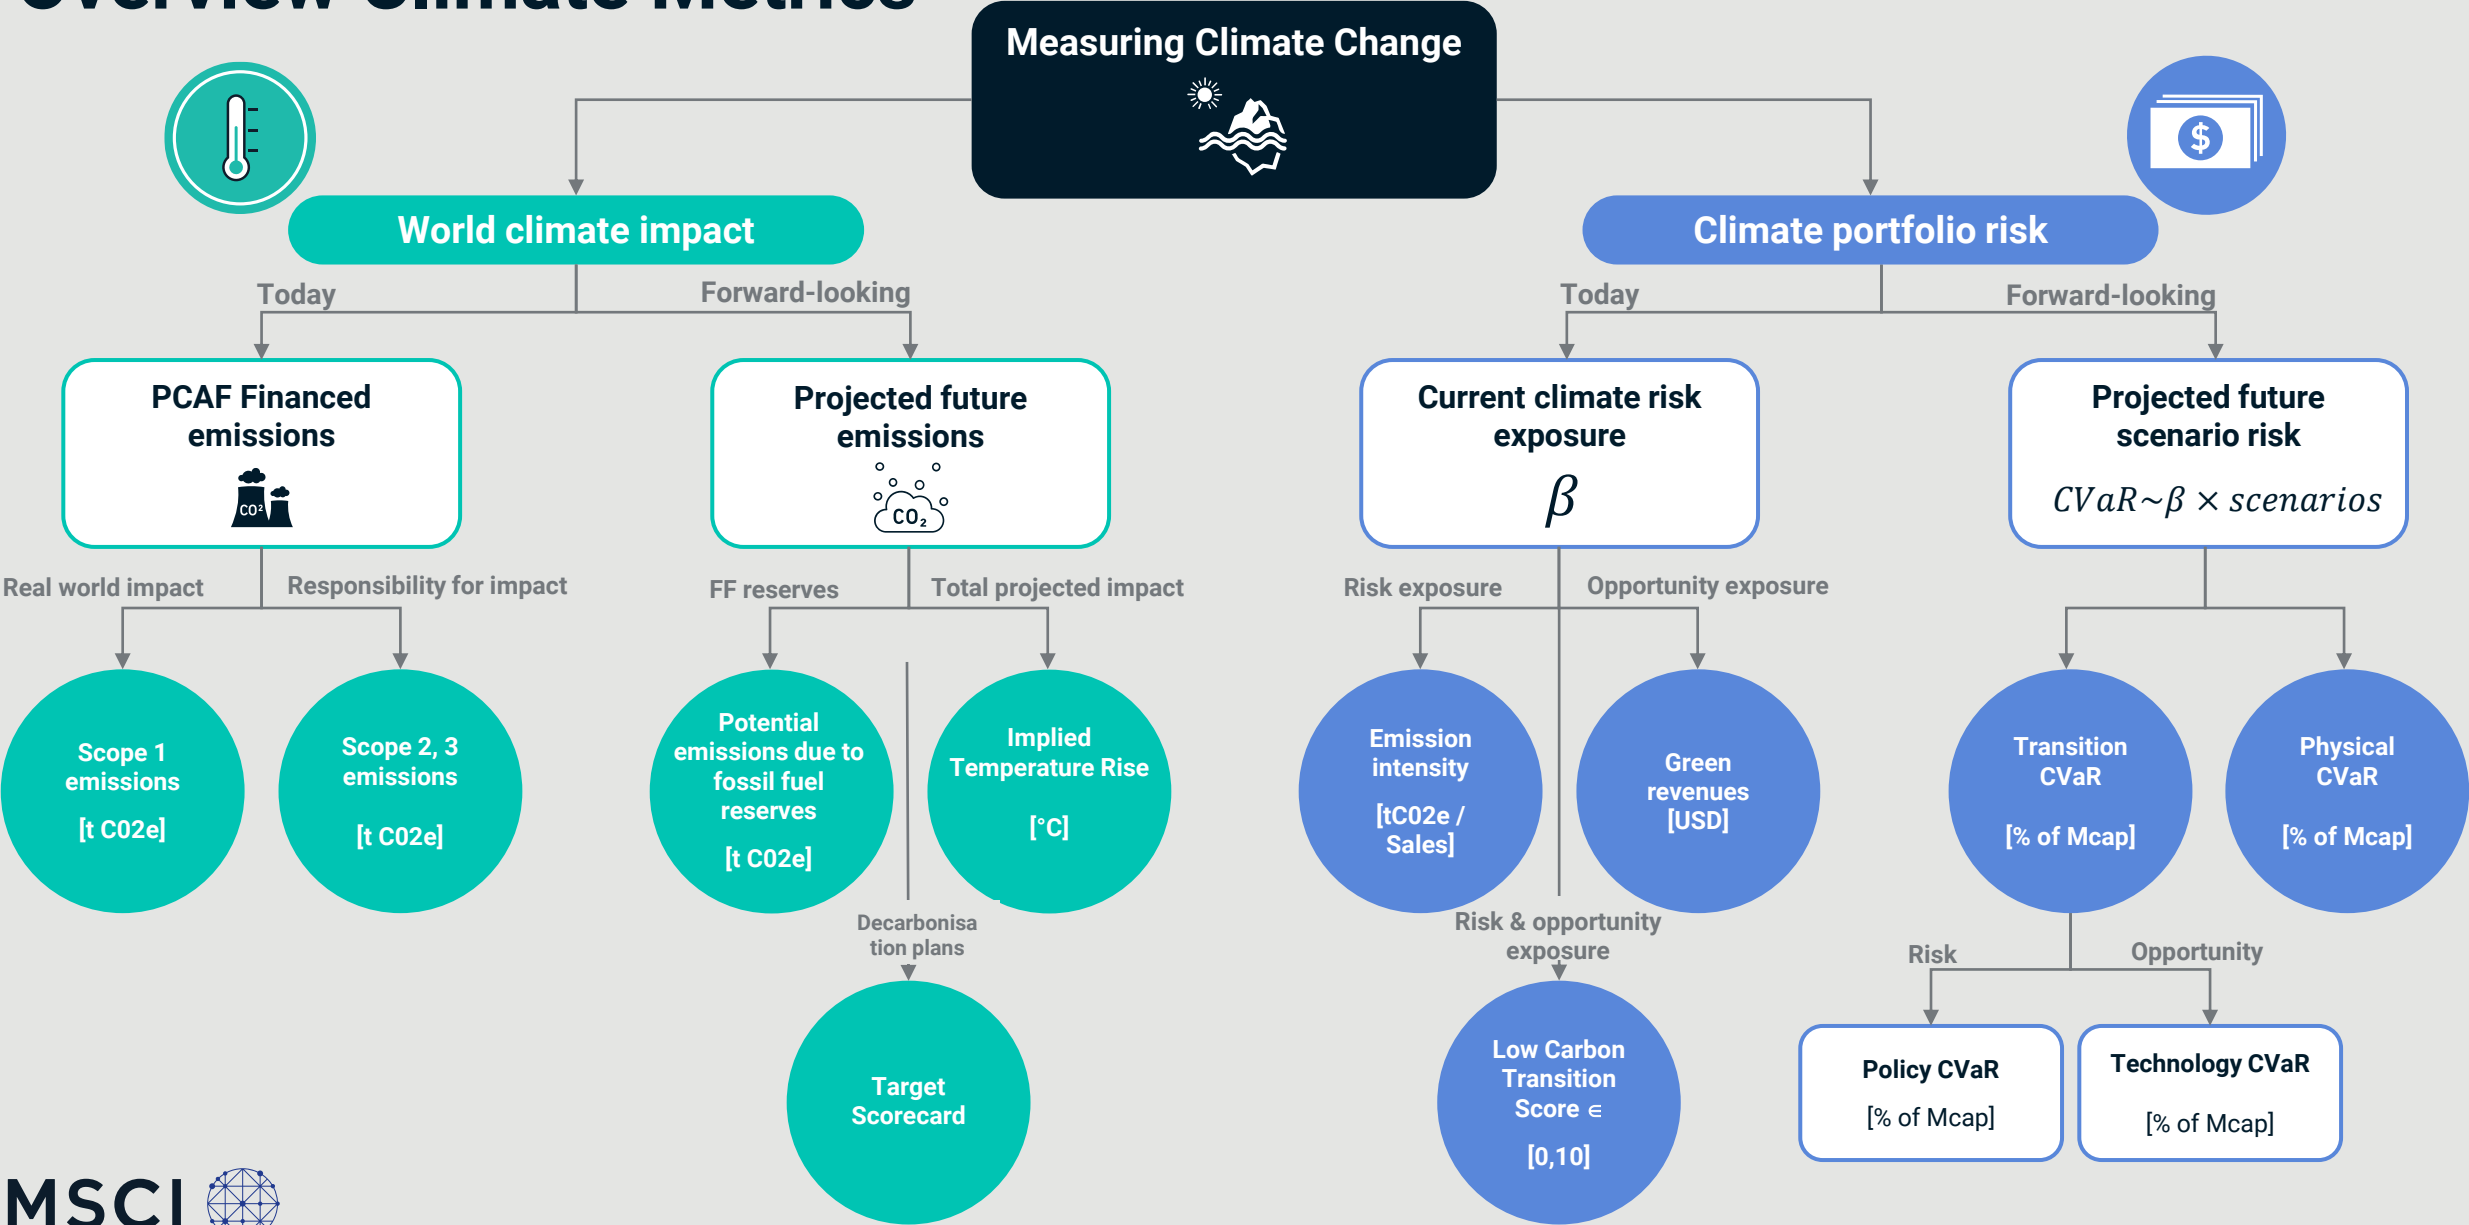 Overview Climate Metrics
Measuring Climate Change
$
World climate impact
Climate portfolio risk
Today
Forward-looking
Today
Forward-looking
PCAF Financed
emissions
CO²
Projected future
emissions
CO₂
Current climate risk
exposure
β
Projected future
scenario risk
CVaR~β × scenarios
Real world impact
Responsibility for impact
FF reserves
Total projected impact
Risk exposure
Opportunity exposure
Scope 1
emissions
[t C02e]
Scope 2, 3
emissions
[t C02e]
Potential
emissions due to
fossil fuel
reserves
[t C02e]
Implied
Temperature Rise
[°C]
Emission
intensity
[tC02e /
Sales]
Green
revenues
[USD]
Transition
CVaR
[% of Mcap]
Physical
CVaR
[% of Mcap]
Decarbonisa
tion plans
Risk & opportunity
exposure
Risk
Opportunity
Target
Scorecard
Low Carbon
Transition
Score ∈
[0,10]
Policy CVaR
[% of Mcap]
Technology CVaR
[% of Mcap]
MSCI